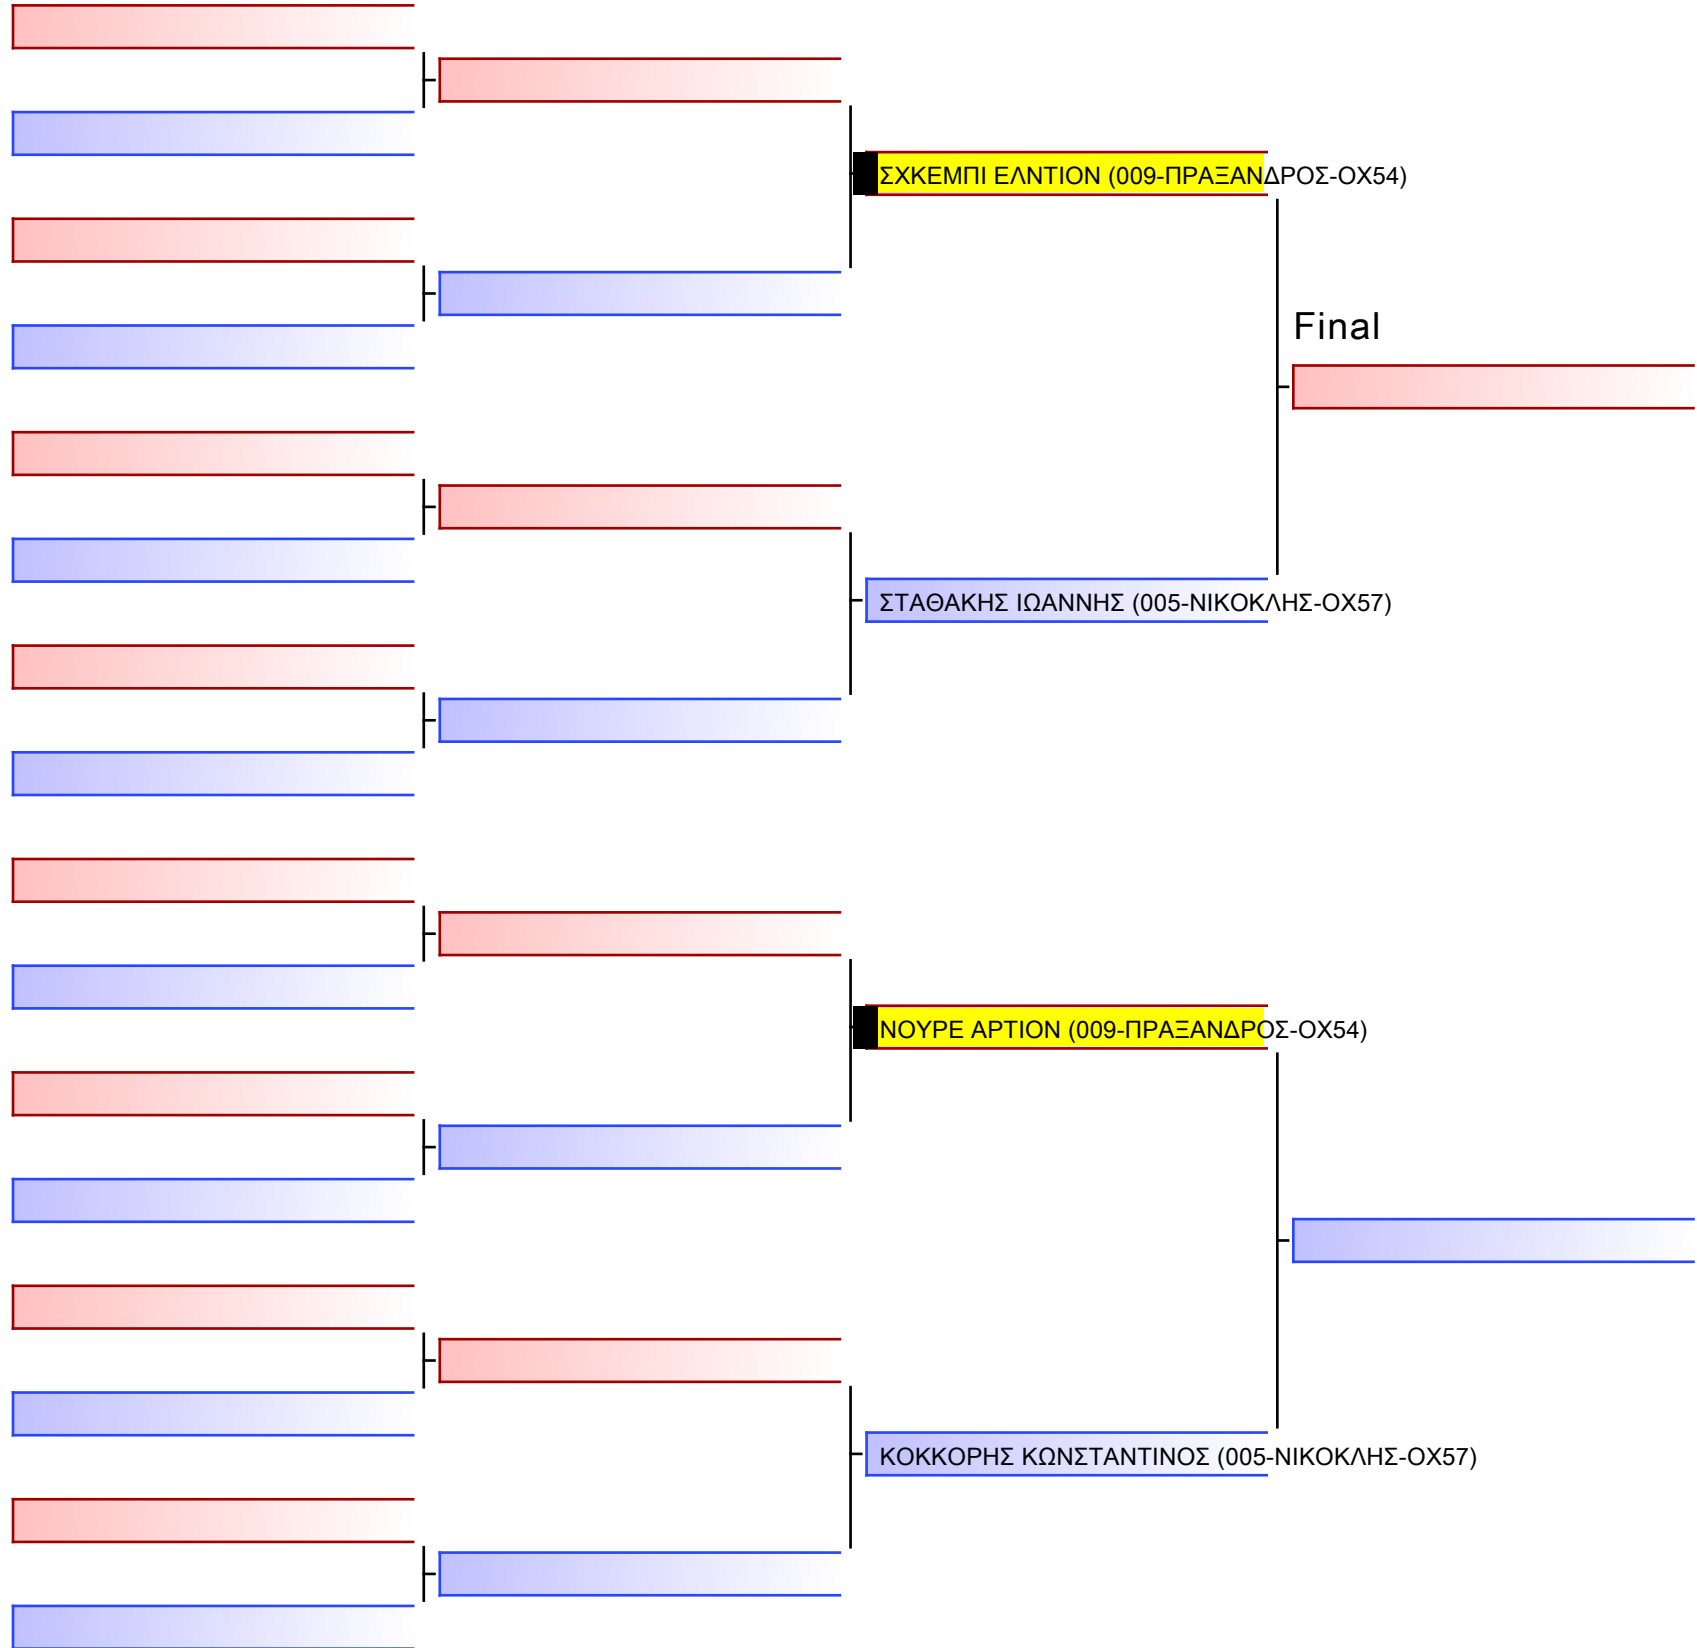 ΣΧΚΕΜΠΙ ΕΛΝΤΙΟΝ (009-ΠΡΑΞΑΝΔΡΟΣ-ΟΧ54)
Final
ΣΤΑΘΑΚΗΣ ΙΩΑΝΝΗΣ (005-ΝΙΚΟΚΛΗΣ-ΟΧ57)
ΝΟΥΡΕ ΑΡΤΙΟΝ (009-ΠΡΑΞΑΝΔΡΟΣ-ΟΧ54)
ΚΟΚΚΟΡΗΣ ΚΩΝΣΤΑΝΤΙΝΟΣ (005-ΝΙΚΟΚΛΗΣ-ΟΧ57)